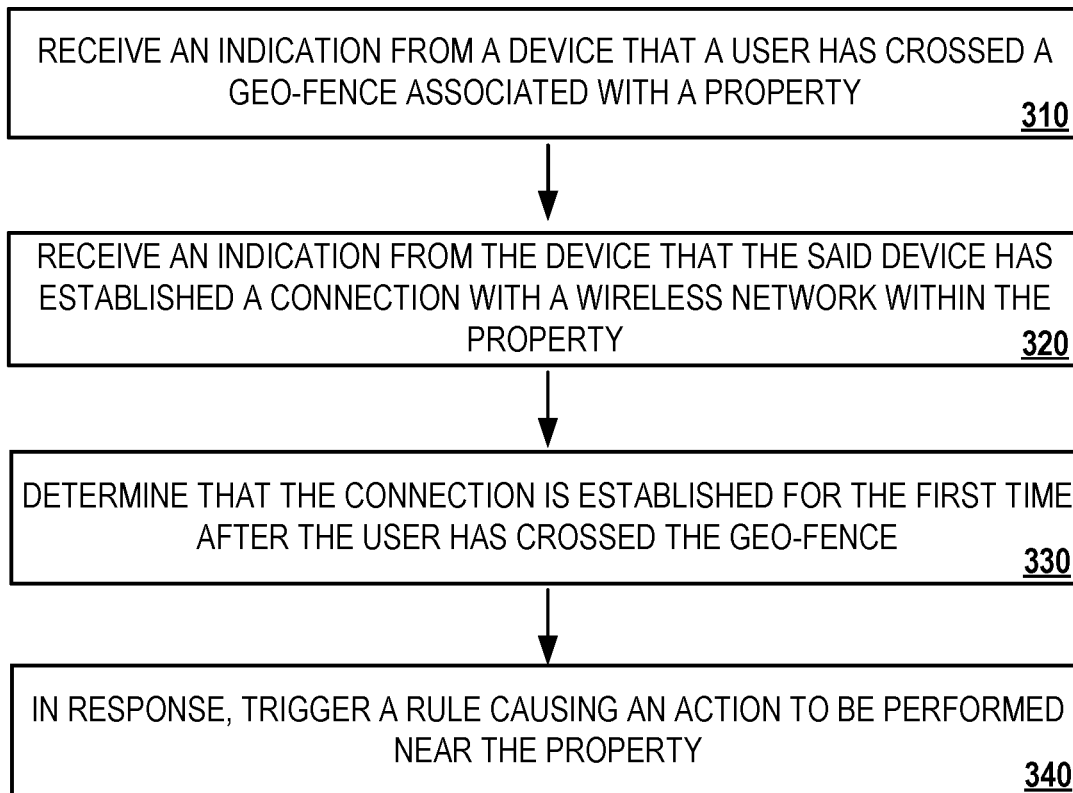 RECEIVE AN INDICATION FROM A DEVICE THAT A USER HAS CROSSED A
GEO-FENCE ASSOCIATED WITH A PROPERTY
310
RECEIVE AN INDICATION FROM THE DEVICE THAT THE SAID DEVICE HAS
ESTABLISHED A CONNECTION WITH A WIRELESS NETWORK WITHIN THE
PROPERTY
320
DETERMINE THAT THE CONNECTION IS ESTABLISHED FOR THE FIRST TIME
AFTER THE USER HAS CROSSED THE GEO-FENCE
330
IN RESPONSE, TRIGGER A RULE CAUSING AN ACTION TO BE PERFORMED
NEAR THE PROPERTY
340